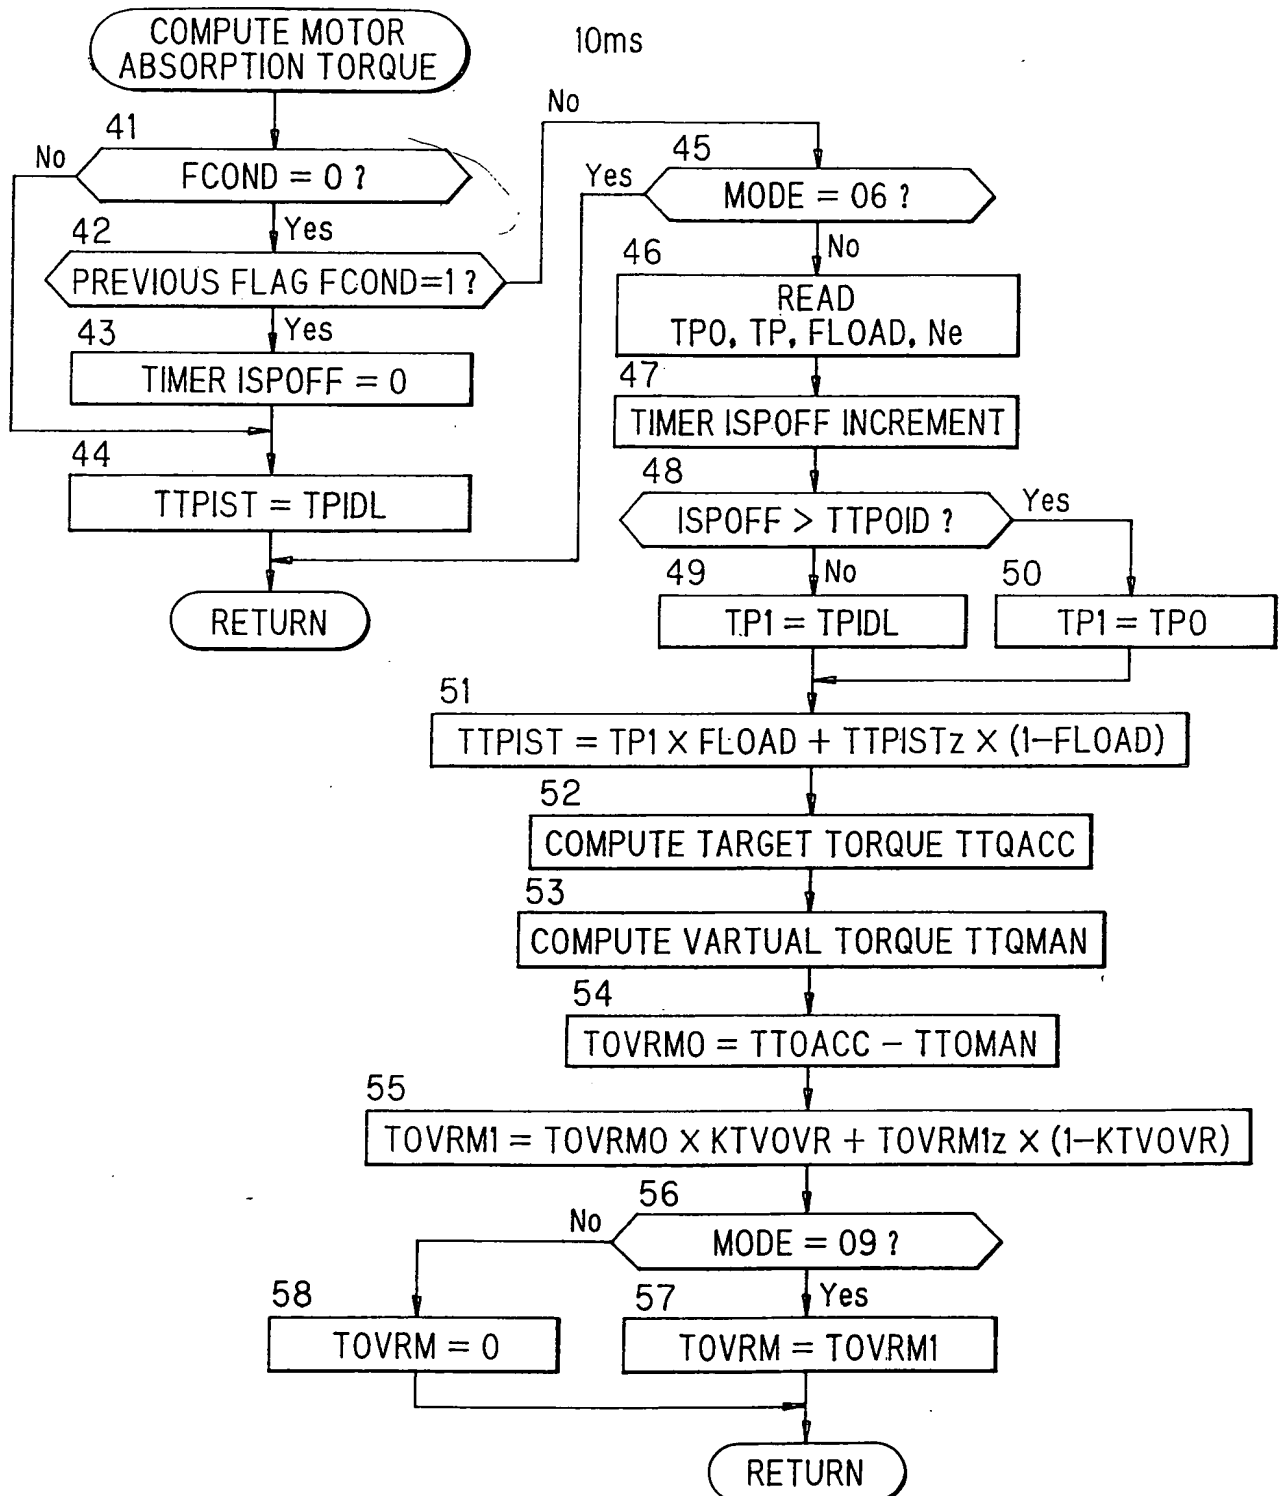 COMPUTE MOTOR
ABSORPTION TORQUE
10ms
41
No
FCOND = 0 ?
Yes
42
PREVIOUS FLAG FCOND=1 ?
No
Yes
43
TIMER ISPOFF = 0
44
TTPIST = TPIDL
RETURN
45
Yes
MODE = 06 ?
No
46
READ
TPO, TP, FLOAD, Ne
47
TIMER ISPOFF INCREMENT
48
ISPOFF > TTPOID ?
Yes
No
49
TP1 = TPIDL
50
TP1 = TPO
51
TTPIST = TP1 X FLOAD + TTPISTz X (1-FLOAD)
52
COMPUTE TARGET TORQUE TTQACC
53
COMPUTE VARTUAL TORQUE TTQMAN
54
TOVRMO = TTOACC - TTOMAN
55
TOVRM1 = TOVRMO X KTVOVR + TOVRM1z X (1-KTVOVR)
56
No
MODE = 09 ?
Yes
58
TOVRM = 0
57
TOVRM = TOVRM1
RETURN